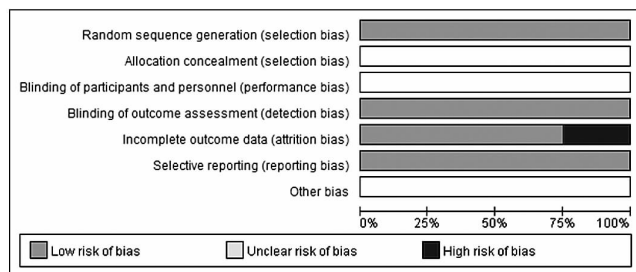 Random sequence generation (selection bias)
Allocation concealment (selection bias)
Blinding of participants and personnel (performance bias)
Blinding of outcome assessment (detection bias)
Incomplete outcome data (attrition bias)
Selective reporting (reporting bias)
Other bias
0% 25% 50% 75% 100%
Low risk of bias Unclear risk of bias High risk of bias